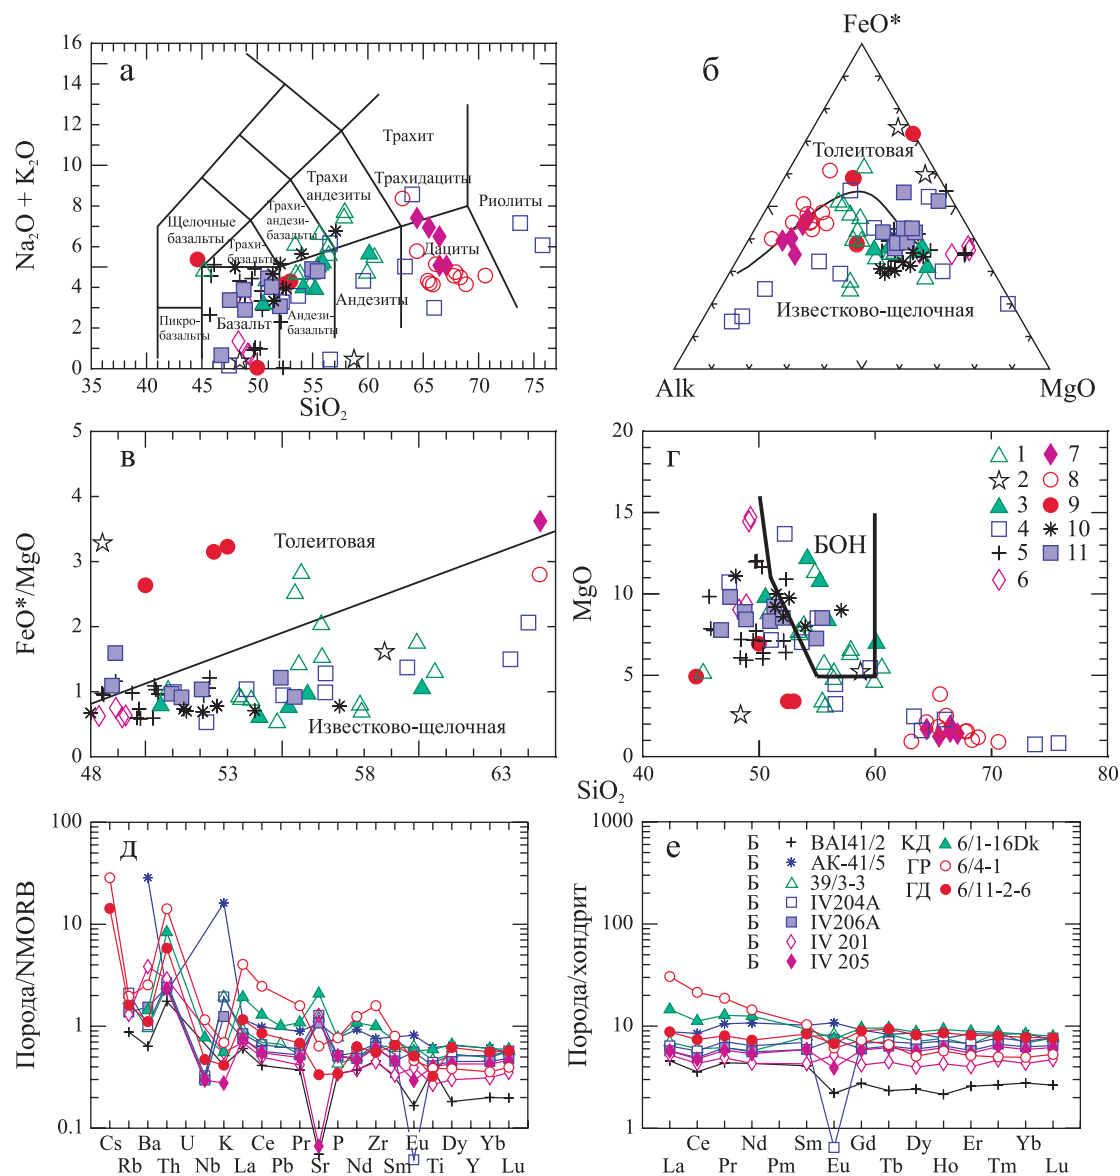 а
Na₂O + K₂O
16
14
12
10
8
6
4
2
0
35 40 45 50 55 60 65 70 75
SiO₂
Трахит
Трахи
андезиты
Трахидациты
Риолиты
Щелочные
базальты
Трахи-
андези-
базальты
Трахи-
базальты
Дациты
Пикро-
базальты
Базальт
Андези-
базальты
Андезиты
б
FeO*
Толеитовая
Известково-щелочная
Alk
MgO
в
FeO*/MgO
5
4
3
2
1
0
48 53 58 63
Толеитовая
Известково-щелочная
г
MgO
20
15
10
5
0
40 50 60 70 80
SiO₂
БОН
1 7
2 8
3 9
4 10
5 11
6
д
Порода/NMORB
100
10
1
0.1
Cs Ba U K Ce Pr P Zr Eu Dy Yb
Rb Th Nb La Pb Sr Nd Sm Ti Y Lu
е
Порода/хондрит
1000
100
10
1
Б BAI41/2
Б АК-41/5
Б 39/3-3
Б IV204A
Б IV206A
Б IV 201
Б IV 205
КД 6/1-16Dk
ГР 6/4-1
ГД 6/11-2-6
Ce Nd Sm Gd Dy Er Yb
La Pr Pm Eu Tb Ho Tm Lu